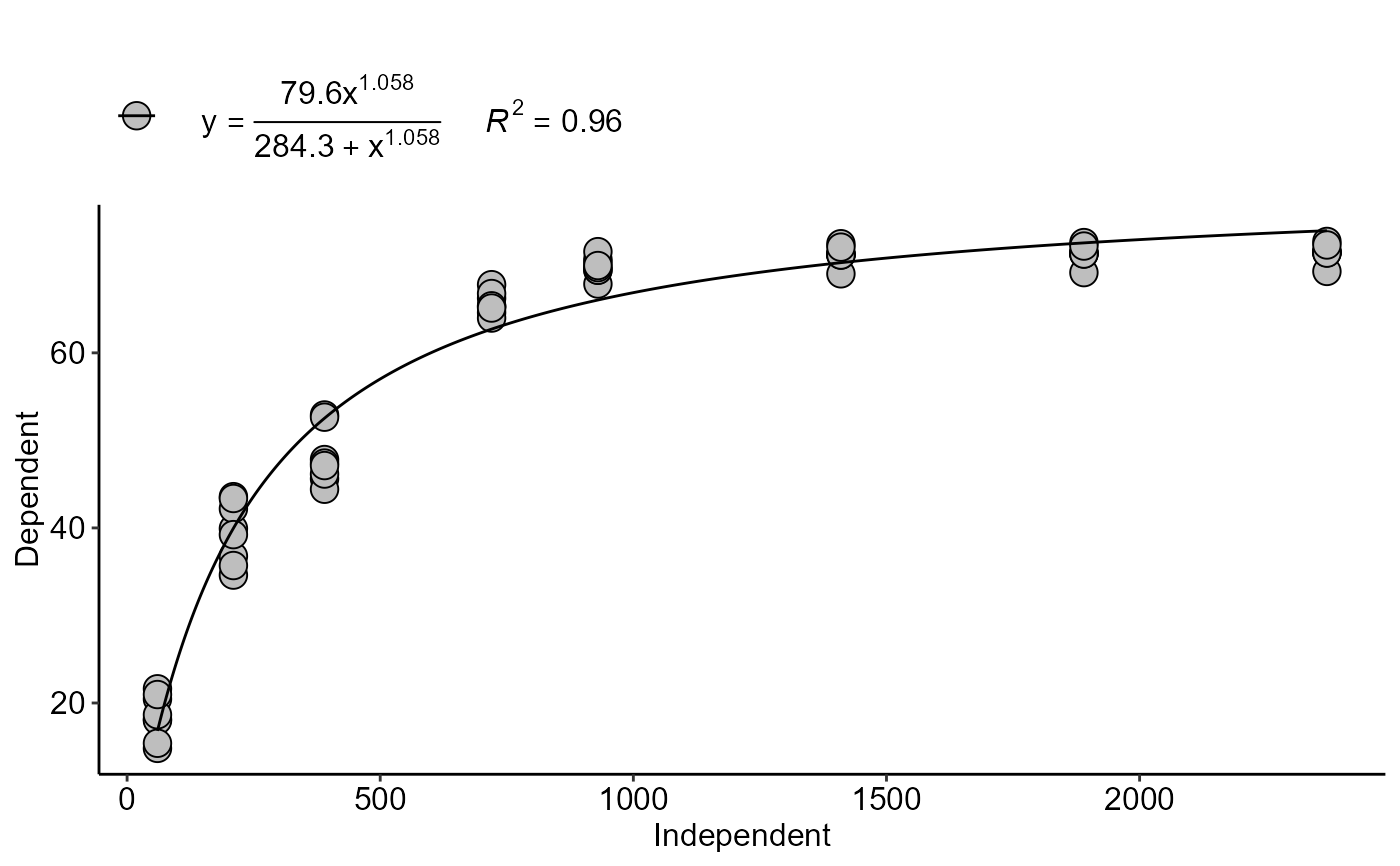 y = 79.6x^1.058 / 284.3 + x^1.058 R^2 = 0.96
60
40
20
Dependent
0 500 1000 1500 2000
Independent